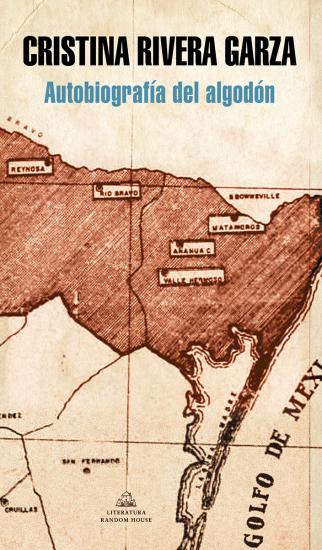 CRISTINA RIVERA GARZA
Autobiografía del algodón
BRAVO
REYNOSA
RIO BRAVO
BROWNSVILLE
MATAMOROS
ANAHUAC
VALLE HERMOSO
LAGUNA MADRE
GOLFO DE MEXI
NDEZ
SAN FERNANDO
CRUILLAS
LITERATURA
RANDOM HOUSE